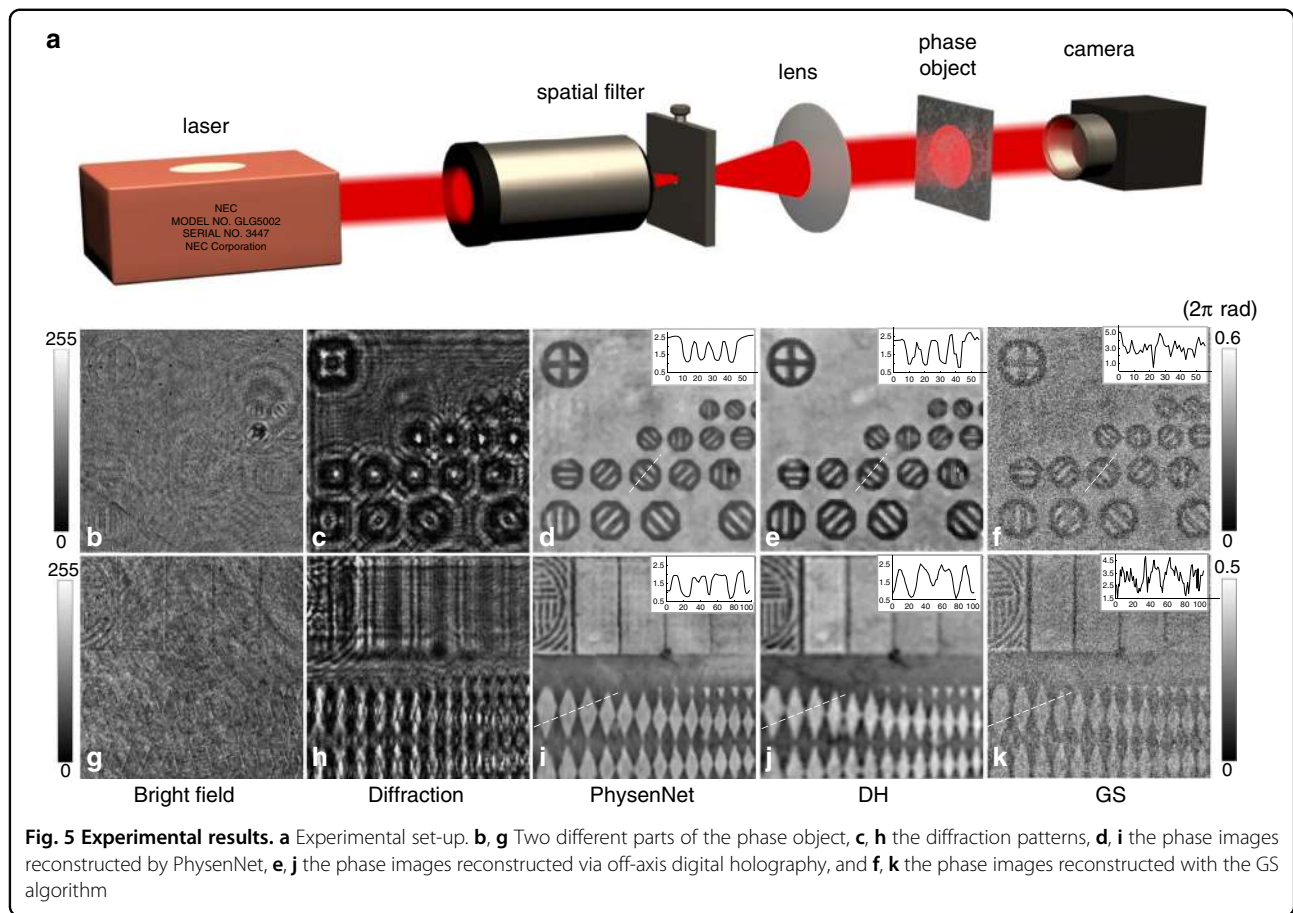 a
laser
spatial filter
lens
phase
object
camera
NEC
MODEL NO. GLG5002
SERIAL NO. 3447
NEC Corporation
(2π rad)
255
0
b
c
2.5
1.5
0.5
0 10 20 30 40 50
d
2.5
1.5
0.5
0 10 20 30 40 50
e
5.0
3.0
1.0
0 10 20 30 40 50
f
0.6
0
255
0
g
h
2.5
1.5
0.5
0 20 40 60 80 100
i
2.5
1.5
0.5
0 20 40 60 80 100
j
4.5
3.5
2.5
1.5
0 20 40 60 80 100
k
0.5
0
Bright field
Diffraction
PhysenNet
DH
GS
Fig. 5 Experimental results. a Experimental set-up. b, g Two different parts of the phase object, c, h the diffraction patterns, d, i the phase images
reconstructed by PhysenNet, e, j the phase images reconstructed via off-axis digital holography, and f, k the phase images reconstructed with the GS
algorithm